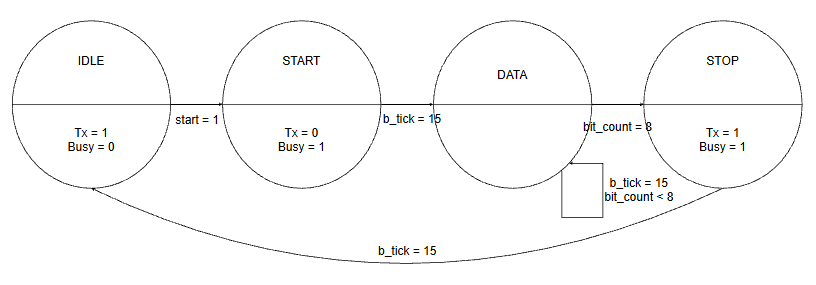 IDLE
START
DATA
STOP
Tx = 1
Busy = 0
start = 1
Tx = 0
Busy = 1
b_tick = 15
bit_count = 8
Tx = 1
Busy = 1
b_tick = 15
bit_count < 8
b_tick = 15